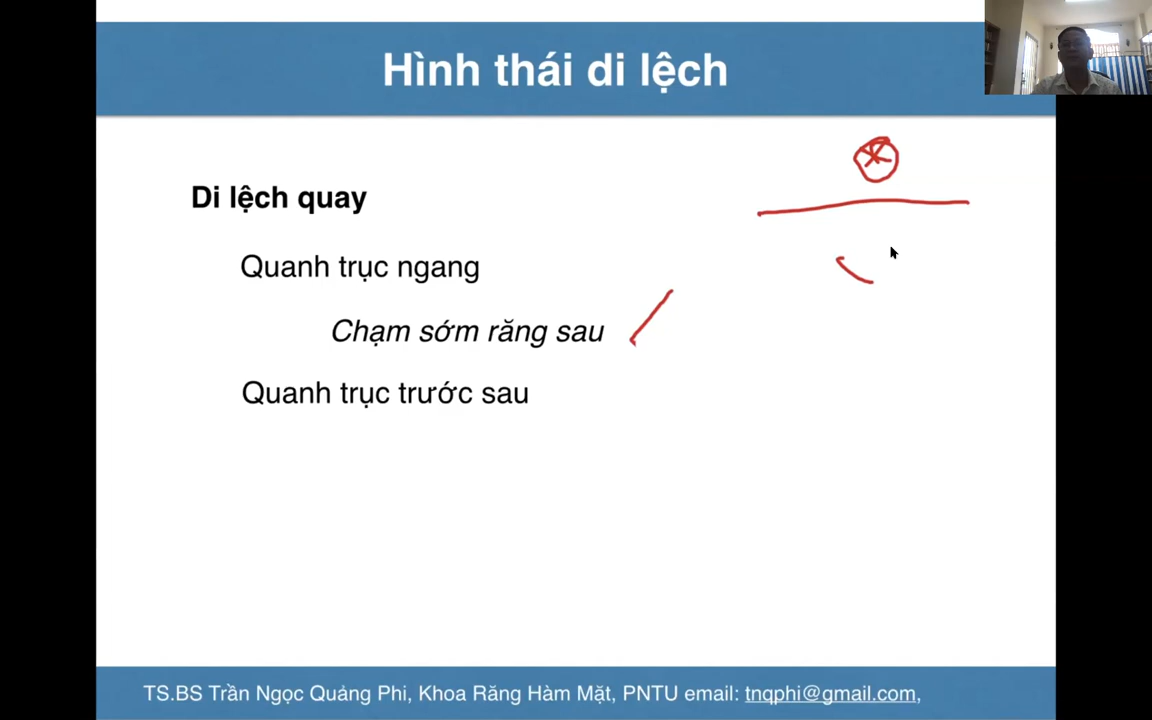 Hình thái di lệch
Di lệch quay
Quanh trục ngang
Chạm sớm răng sau
Quanh trục trước sau
TS.BS Trần Ngọc Quảng Phi, Khoa Răng Hàm Mặt, PNTU email: tnqphi@gmail.com,